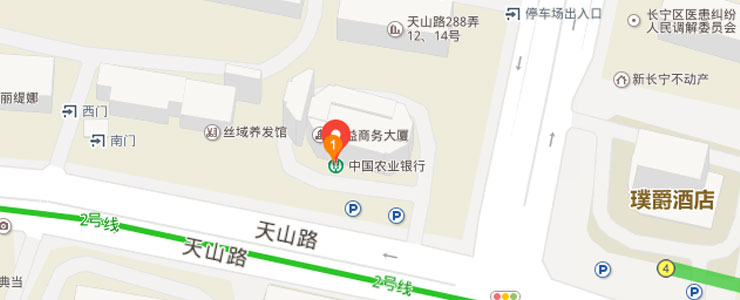 天山路288弄
12、14号
停车场出入口
长宁区医患纠纷
人民调解委员会
新长宁不动产
丽缇娜
西门
南门
丝域养发馆
益商务大厦
1
中国农业银行
璞爵酒店
P
P
2号线
天山路
天山路
2号线
P
4
P
典当